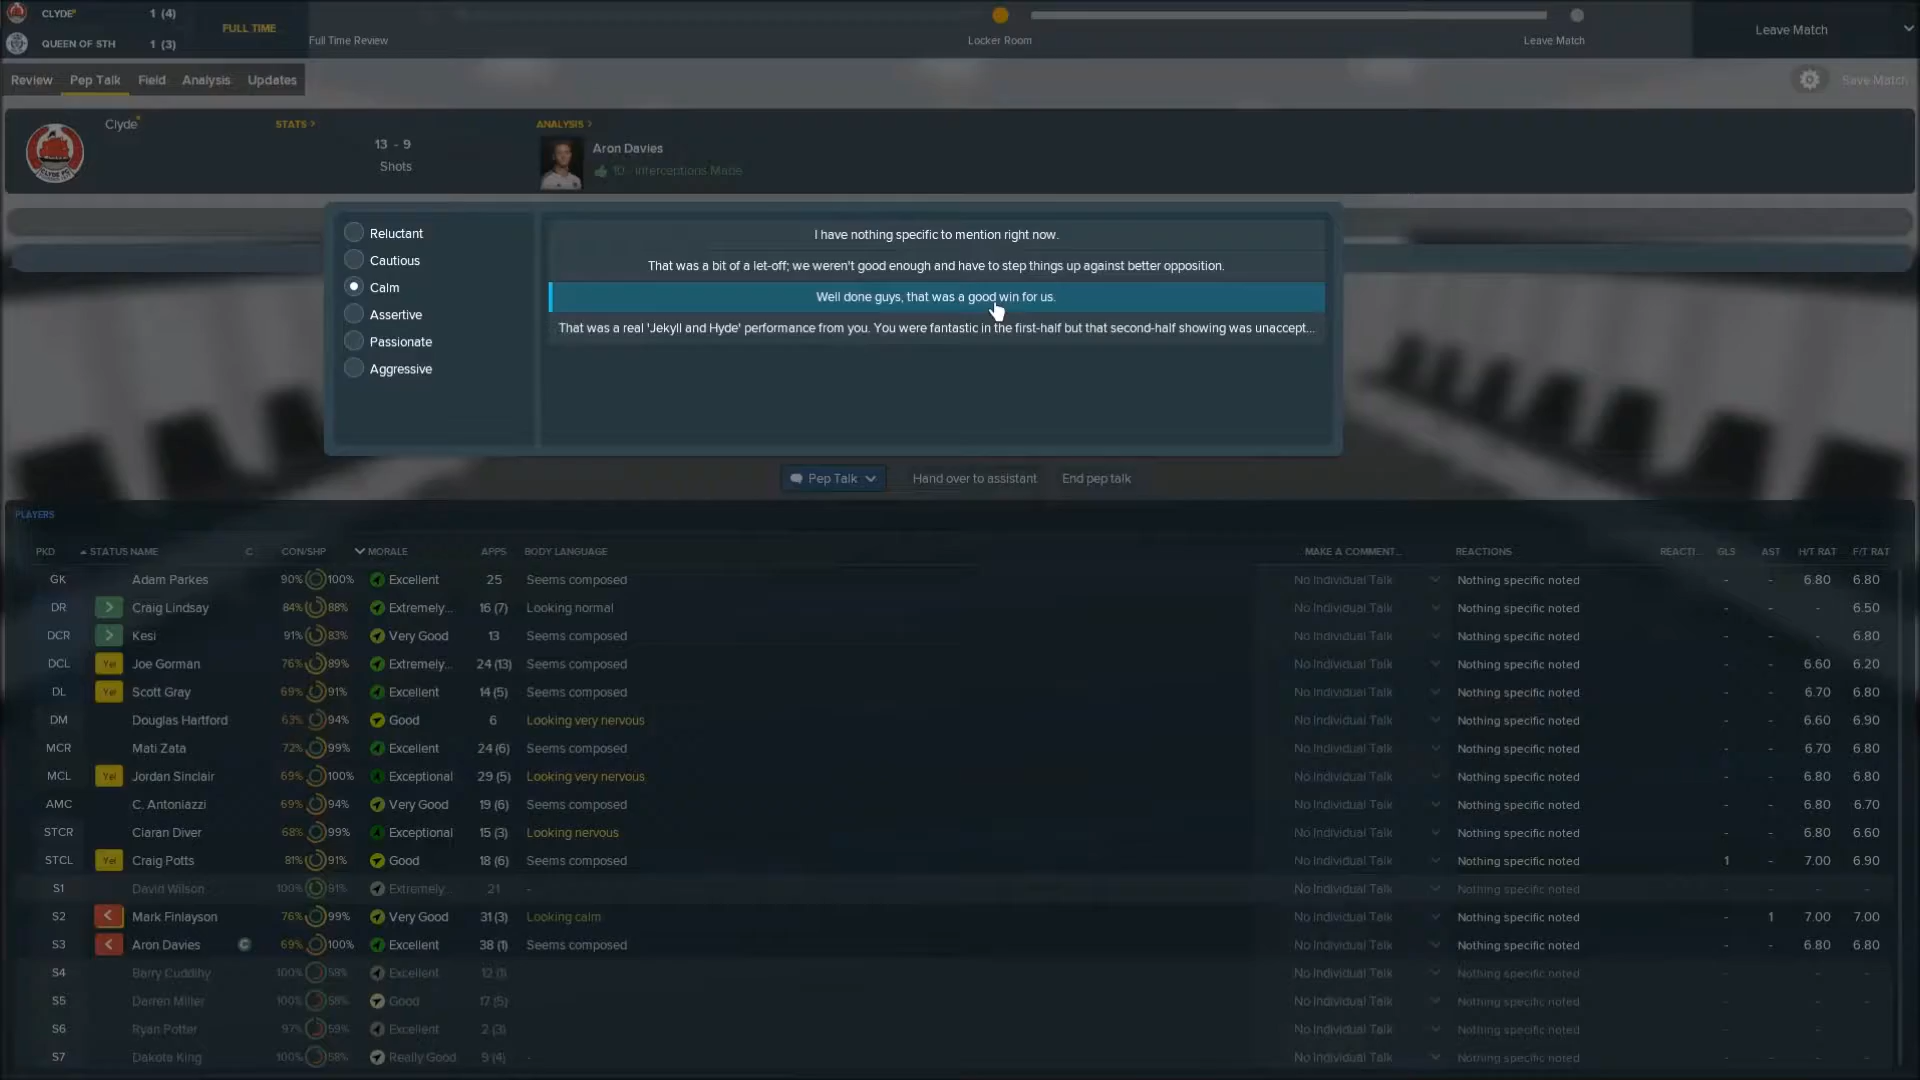 CLYDE 1 (4)
QUEEN OF STH 1 (3)
FULL TIME
Full Time Review
Locker Room
Leave Match
Leave Match
Review Pep Talk Field Analysis Updates
Save Match
Clyde
STATS >
13 - 9
Shots
ANALYSIS >
Aron Davies
10 - Interceptions Made
Reluctant
Cautious
Calm
Assertive
Passionate
Aggressive
I have nothing specific to mention right now.
That was a bit of a let-off; we weren't good enough and have to step things up against better opposition.
Well done guys, that was a good win for us.
That was a real 'Jekyll and Hyde' performance from you. You were fantastic in the first-half but that second-half showing was unaccept...
Pep Talk Hand over to assistant End pep talk
PLAYERS
PKD STATUS NAME C CON/SHP MORALE APPS BODY LANGUAGE MAKE A COMMENT... REACTIONS REACTI... GLS AST H/T RAT F/T RAT
GK Adam Parkes 90% 100% Excellent 25 Seems composed No Individual Talk Nothing specific noted - - 6.80 6.80
DR Craig Lindsay 84% 88% Extremely... 16 (7) Looking normal No Individual Talk Nothing specific noted - - - 6.50
DCR Kesi 91% 83% Very Good 13 Seems composed No Individual Talk Nothing specific noted - - - 6.80
DCL Yel Joe Gorman 76% 89% Extremely... 24 (13) Seems composed No Individual Talk Nothing specific noted - - 6.60 6.20
DL Yel Scott Gray 69% 91% Excellent 14 (5) Seems composed No Individual Talk Nothing specific noted - - 6.70 6.80
DM Douglas Hartford 63% 94% Good 6 Looking very nervous No Individual Talk Nothing specific noted - - 6.60 6.90
MCR Mati Zata 72% 99% Excellent 24 (6) Seems composed No Individual Talk Nothing specific noted - - 6.70 6.80
MCL Yel Jordan Sinclair 69% 100% Exceptional 29 (5) Looking very nervous No Individual Talk Nothing specific noted - - 6.80 6.80
AMC C. Antoniazzi 69% 94% Very Good 19 (6) Seems composed No Individual Talk Nothing specific noted - - 6.80 6.70
STCR Ciaran Diver 68% 99% Exceptional 15 (3) Looking nervous No Individual Talk Nothing specific noted - - 6.80 6.60
STCL Yel Craig Potts 81% 91% Good 18 (6) Seems composed No Individual Talk Nothing specific noted 1 - 7.00 6.90
S1 David Wilson 100% 91% Extremely... 21 - No Individual Talk Nothing specific noted - - - -
S2 Mark Finlayson 76% 99% Very Good 31 (3) Looking calm No Individual Talk Nothing specific noted - 1 7.00 7.00
S3 Aron Davies C 69% 100% Excellent 38 (1) Seems composed No Individual Talk Nothing specific noted - - 6.80 6.80
S4 Barry Cuddihy 100% 58% Excellent 12 (1) - No Individual Talk Nothing specific noted - - - -
S5 Darren Miller 100% 58% Good 17 (5) - No Individual Talk Nothing specific noted - - - -
S6 Ryan Potter 97% 59% Excellent 2 (3) - No Individual Talk Nothing specific noted - - - -
S7 Dakota King 100% 58% Really Good 9 (4) - No Individual Talk Nothing specific noted - - - -